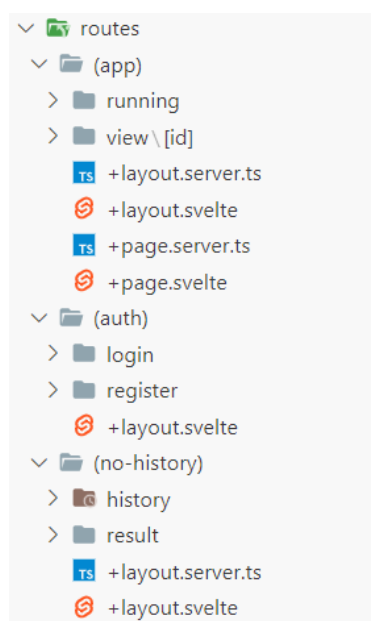 routes
(app)
running
view\[id]
TS +layout.server.ts
+layout.svelte
TS +page.server.ts
+page.svelte
(auth)
login
register
+layout.svelte
(no-history)
history
result
TS +layout.server.ts
+layout.svelte